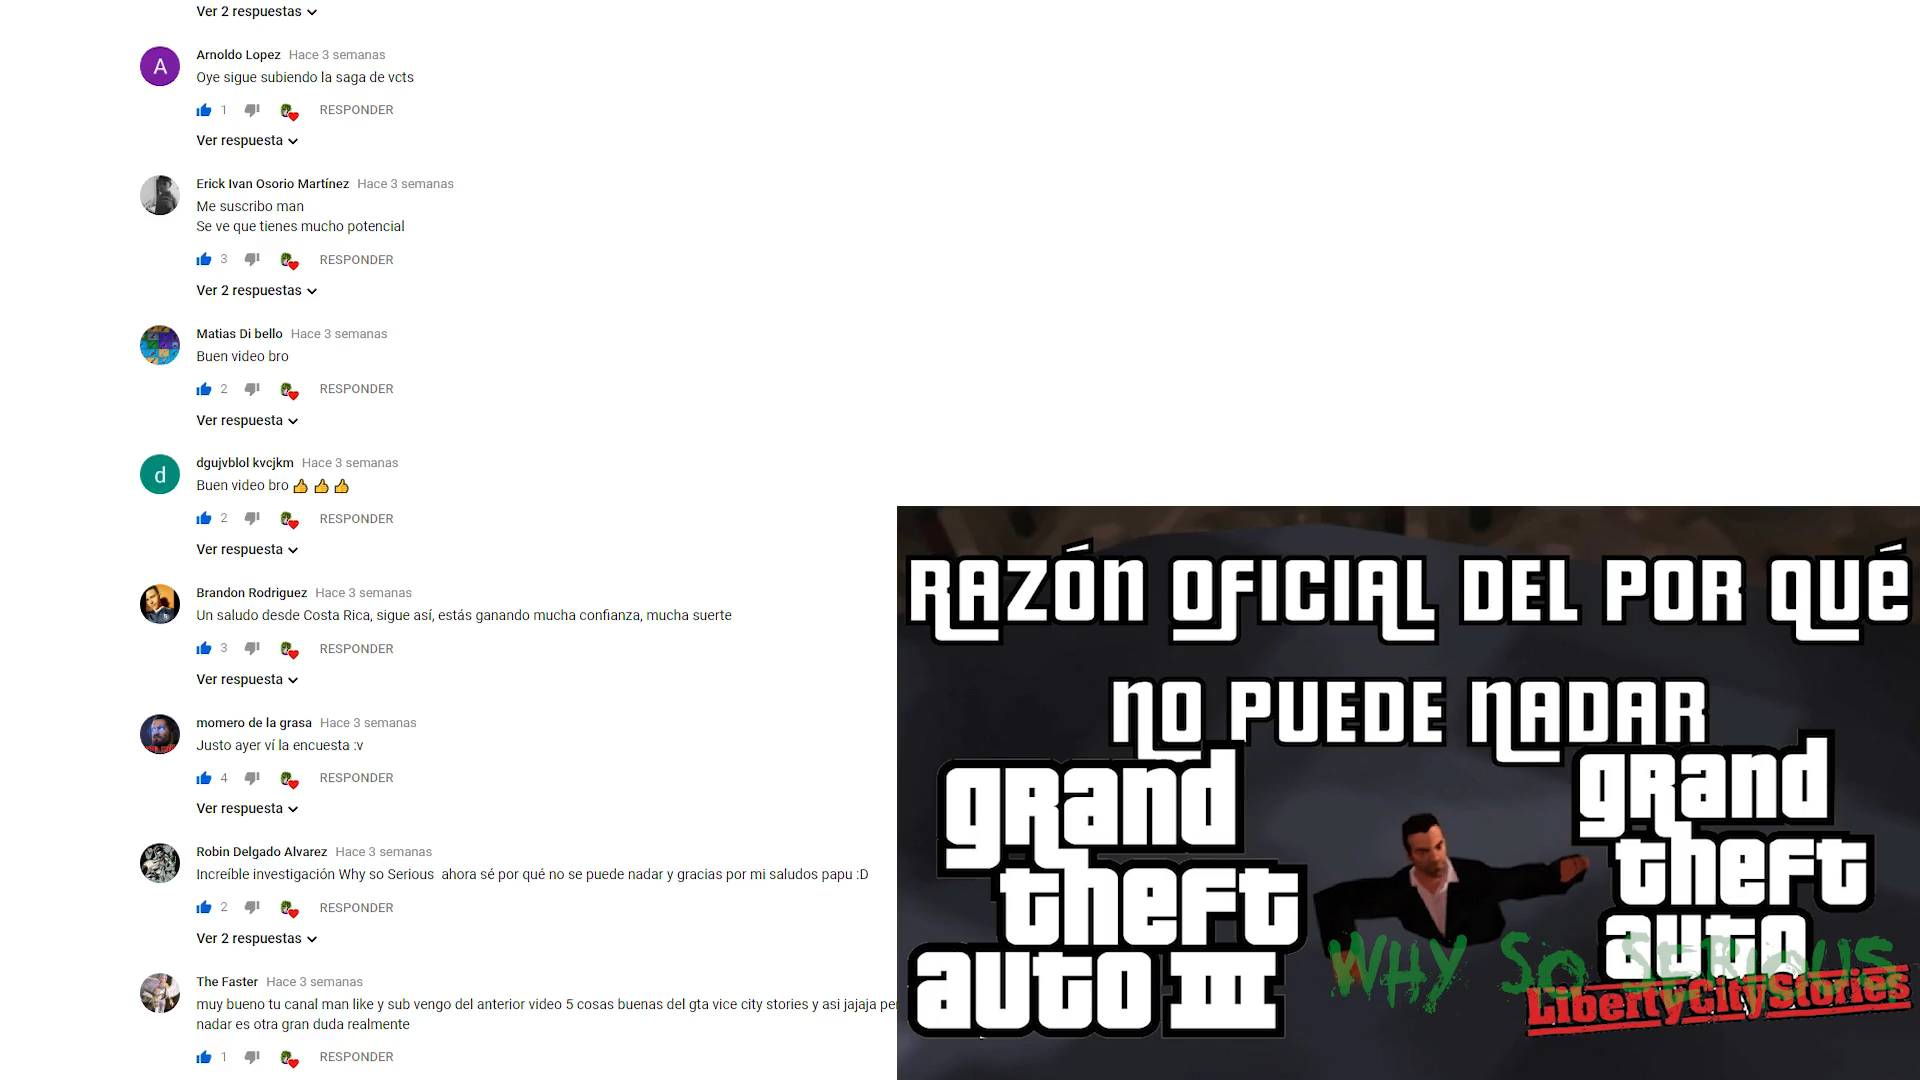 Ver 2 respuestas
A
Arnoldo Lopez Hace 3 semanas
Oye sigue subiendo la saga de vcts
1 RESPONDER
Ver respuesta
Erick Ivan Osorio Martínez Hace 3 semanas
Me suscribo man
Se ve que tienes mucho potencial
3 RESPONDER
Ver 2 respuestas
Matias Di bello Hace 3 semanas
Buen video bro
2 RESPONDER
Ver respuesta
d
dgujvblol kvcjkm Hace 3 semanas
Buen video bro 👍 👍 👍
2 RESPONDER
Ver respuesta
Brandon Rodriguez Hace 3 semanas
Un saludo desde Costa Rica, sigue así, estás ganando mucha confianza, mucha suerte
3 RESPONDER
Ver respuesta
momero de la grasa Hace 3 semanas
Justo ayer ví la encuesta :v
4 RESPONDER
Ver respuesta
Robin Delgado Alvarez Hace 3 semanas
Increíble investigación Why so Serious ahora sé por qué no se puede nadar y gracias por mi saludos papu :D
2 RESPONDER
Ver 2 respuestas
The Faster Hace 3 semanas
muy bueno tu canal man like y sub vengo del anterior video 5 cosas buenas del gta vice city stories y asi jajaja per
nadar es otra gran duda realmente
1 RESPONDER
RAZÓN OFICIAL DEL POR QUÉ
NO PUEDE NADAR
grand
theft
auto III
grand
theft
auto
Liberty City Stories
WHY SO SERIOUS